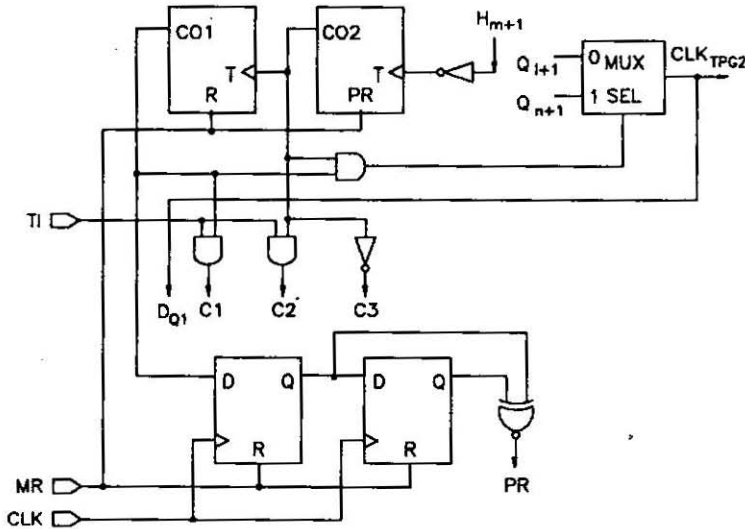 H_{m+1}
CO1
CO2
T
T
R
PR
Q_{i+1}
0 MUX
CLK_{TPG2}
Q_{n+1}
1 SEL
TI
D_{Q1}
C1
C2
C3
D
Q
D
Q
R
R
MR
PR
CLK